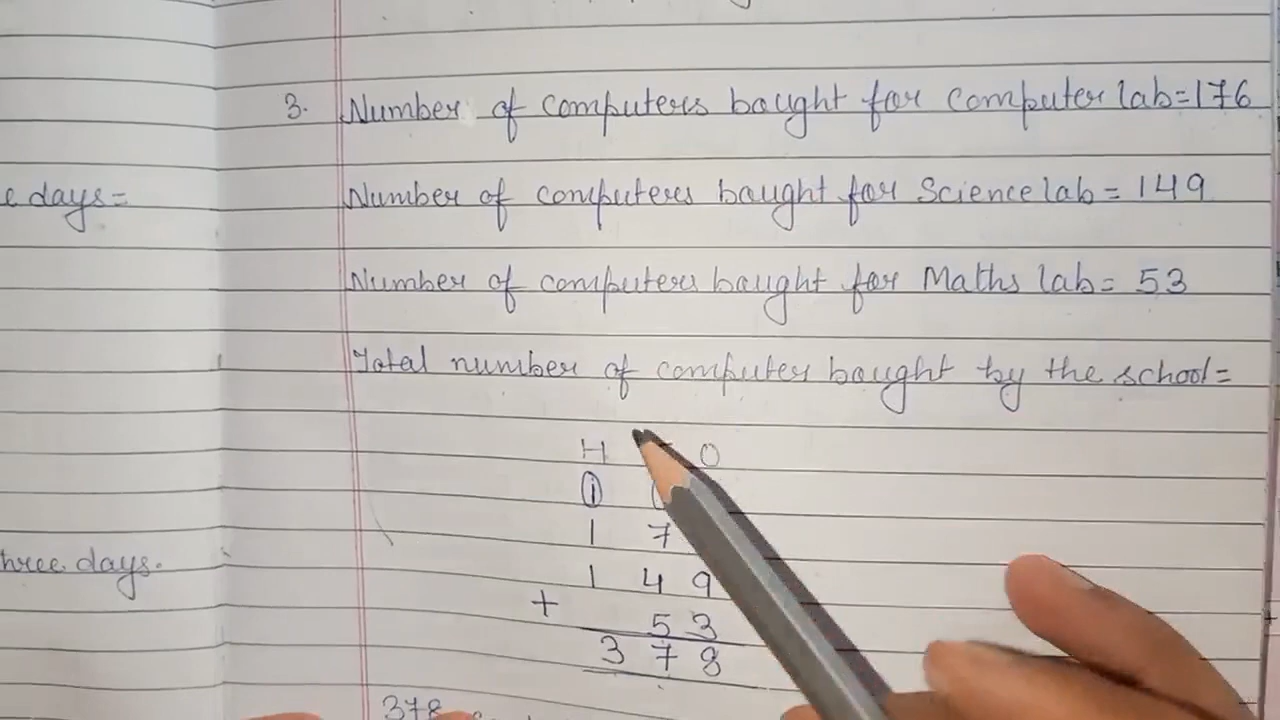 3. Number of computers bought for computer lab=176
e days=
Number of computers bought for Science lab = 149
Number of computers bought for Maths lab= 53
Total number of computer bought by the school=
H O
1
1 7
hree days.
1 4 9
+ 5 3
3 7 8
378